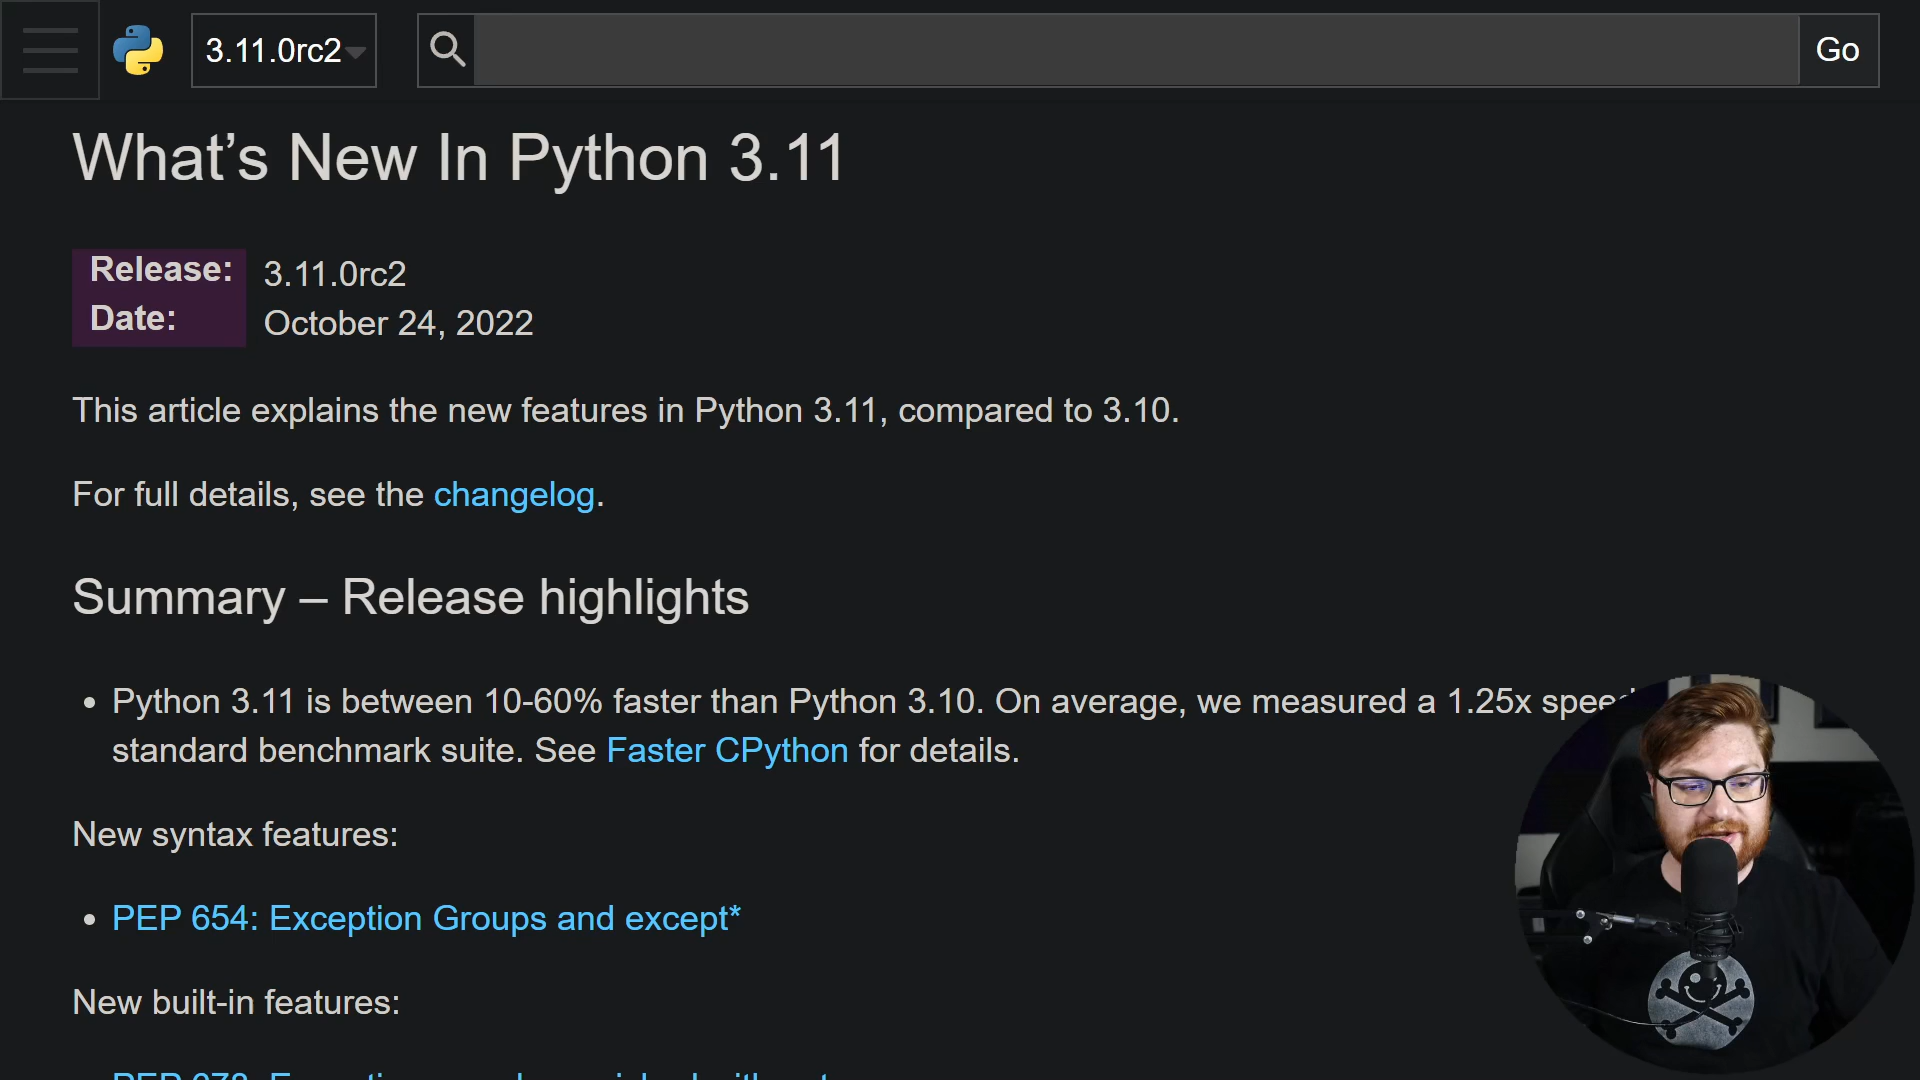 3.11.0rc2
Go
What’s New In Python 3.11
Release: 3.11.0rc2
Date: October 24, 2022
This article explains the new features in Python 3.11, compared to 3.10.
For full details, see the changelog.
Summary – Release highlights
• Python 3.11 is between 10-60% faster than Python 3.10. On average, we measured a 1.25x
standard benchmark suite. See Faster CPython for details.
New syntax features:
• PEP 654: Exception Groups and except*
New built-in features: